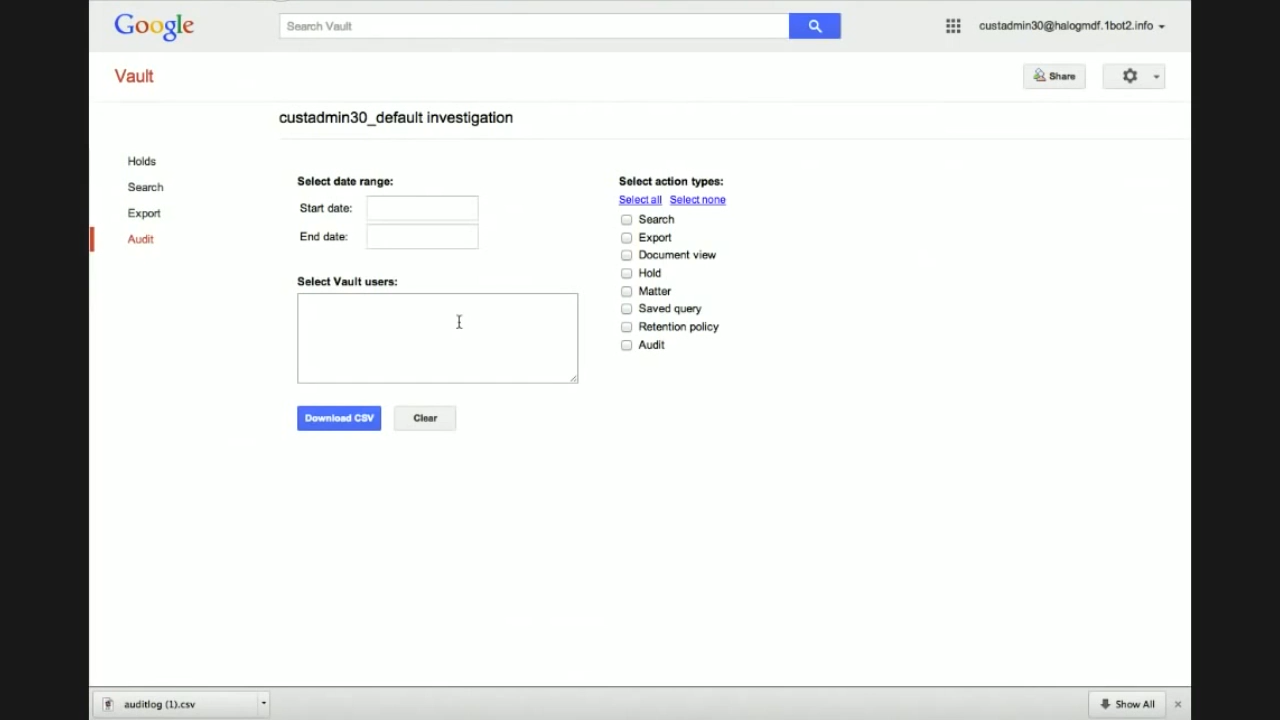 Google
Search Vault
custadmin30@halogmdf.1bot2.info
Vault
Share
custadmin30_default investigation
Holds
Search
Export
Audit
Select date range:
Start date:
End date:
Select Vault users:
Download CSV
Clear
Select action types:
Select all Select none
Search
Export
Document view
Hold
Matter
Saved query
Retention policy
Audit
auditlog (1).csv
Show All